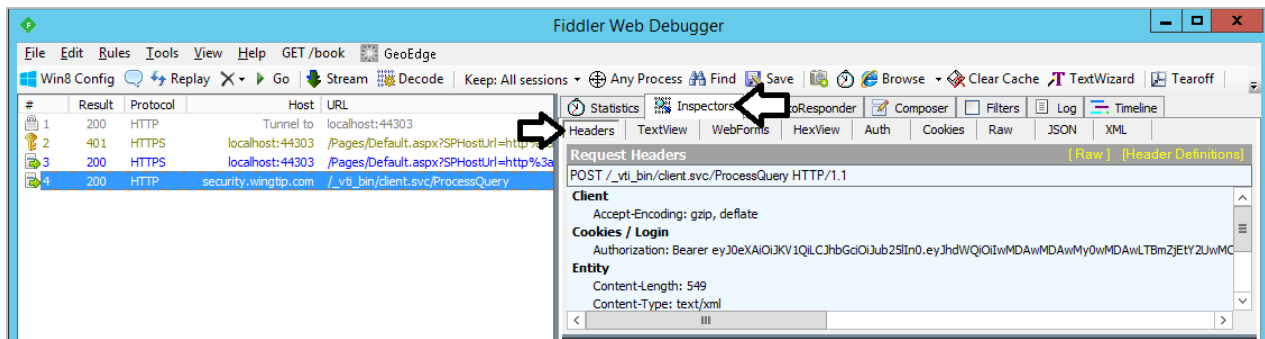 Fiddler Web Debugger
File Edit Rules Tools View Help GET /book GeoEdge
Win8 Config Replay Go Stream Decode Keep: All sessions Any Process Find Save Browse Clear Cache TextWizard Tearoff
# Result Protocol Host URL
1 200 HTTP Tunnel to localhost:44303
2 401 HTTPS localhost:44303 /Pages/Default.aspx?SPHostUrl=http
3 200 HTTPS localhost:44303 /Pages/Default.aspx?SPHostUrl=http%3a
4 200 HTTP security.wingtip.com /_vti_bin/client.svc/ProcessQuery
Statistics Inspectors toResponder Composer Filters Log Timeline
Headers TextView WebForms HexView Auth Cookies Raw JSON XML
Request Headers [ Raw ] [Header Definitions]
POST /_vti_bin/client.svc/ProcessQuery HTTP/1.1
Client
Accept-Encoding: gzip, deflate
Cookies / Login
Authorization: Bearer eyJ0eXAiOiJKV1QiLCJhbGciOiJub25lIn0.eyJhdWQiOiIwMDAwMDAwMy0wMDAwLTBmZjEtY2UwMC
Entity
Content-Length: 549
Content-Type: text/xml